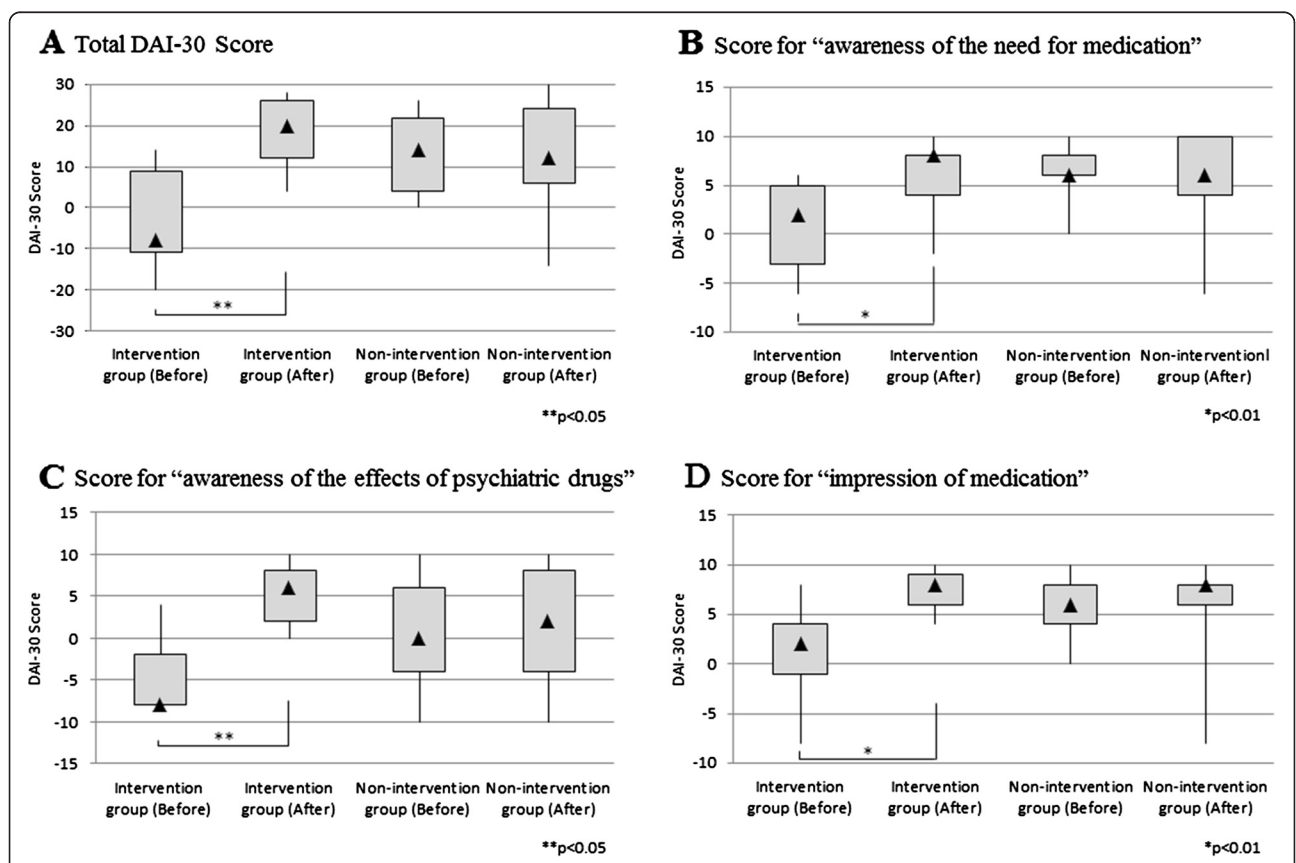 A Total DAI-30 Score
DAI-30 Score
30
20
10
0
-10
-20
-30
**
Intervention group (Before)
Intervention group (After)
Non-intervention group (Before)
Non-intervention group (After)
**p<0.05
B Score for “awareness of the need for medication”
DAI-30 Score
15
10
5
0
-5
-10
*
Intervention group (Before)
Intervention group (After)
Non-intervention group (Before)
Non-interventionl group (After)
*p<0.01
C Score for “awareness of the effects of psychiatric drugs”
DAI-30 Score
15
10
5
0
-5
-10
-15
**
Intervention group (Before)
Intervention group (After)
Non-intervention group (Before)
Non-intervention group (After)
**p<0.05
D Score for “impression of medication”
DAI-30 Score
15
10
5
0
-5
-10
*
Intervention group (Before)
Intervention group (After)
Non-intervention group (Before)
Non-intervention group (After)
*p<0.01